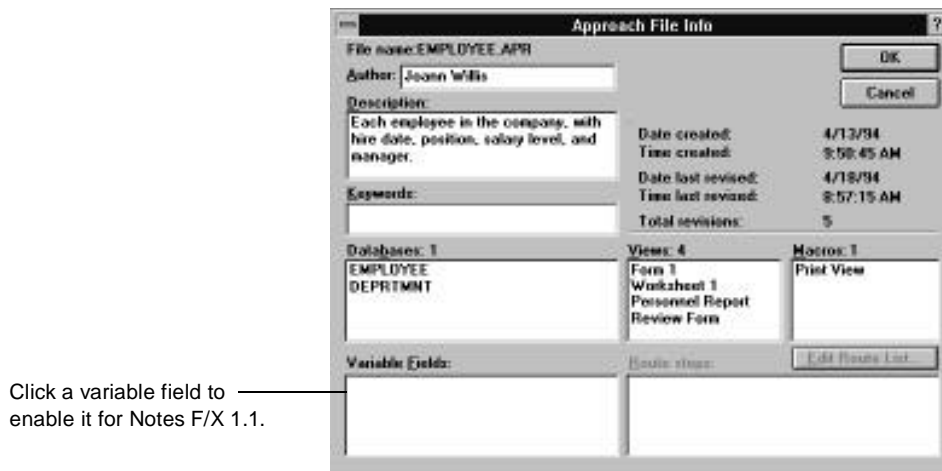 Approach File Info
?
File name:EMPLOYEE.APR
Author: Joann Willis
OK
Cancel
Description:
Each employee in the company, with
hire date, position, salary level, and
manager.
Date created: 4/13/94
Time created: 9:50:45 AM
Date last revised: 4/18/94
Time last revised: 8:57:15 AM
Total revisions: 5
Keywords:
Databases: 1
EMPLOYEE
DEPRTMNT
Views: 4
Form 1
Worksheet 1
Personnel Report
Review Form
Macros: 1
Print View
Variable Fields:
Route steps:
Edit Route List...
Click a variable field to
enable it for Notes F/X 1.1.